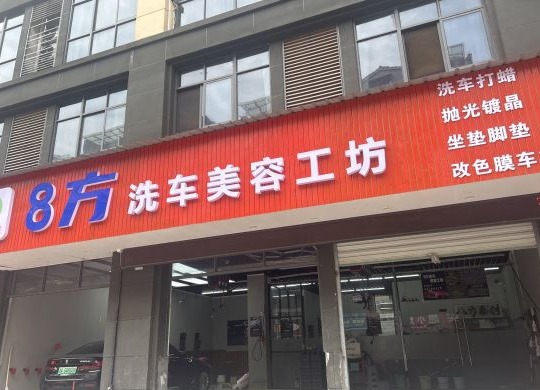 8方 洗车美容工坊
洗车打蜡
抛光镀晶
坐垫脚垫
改色膜车